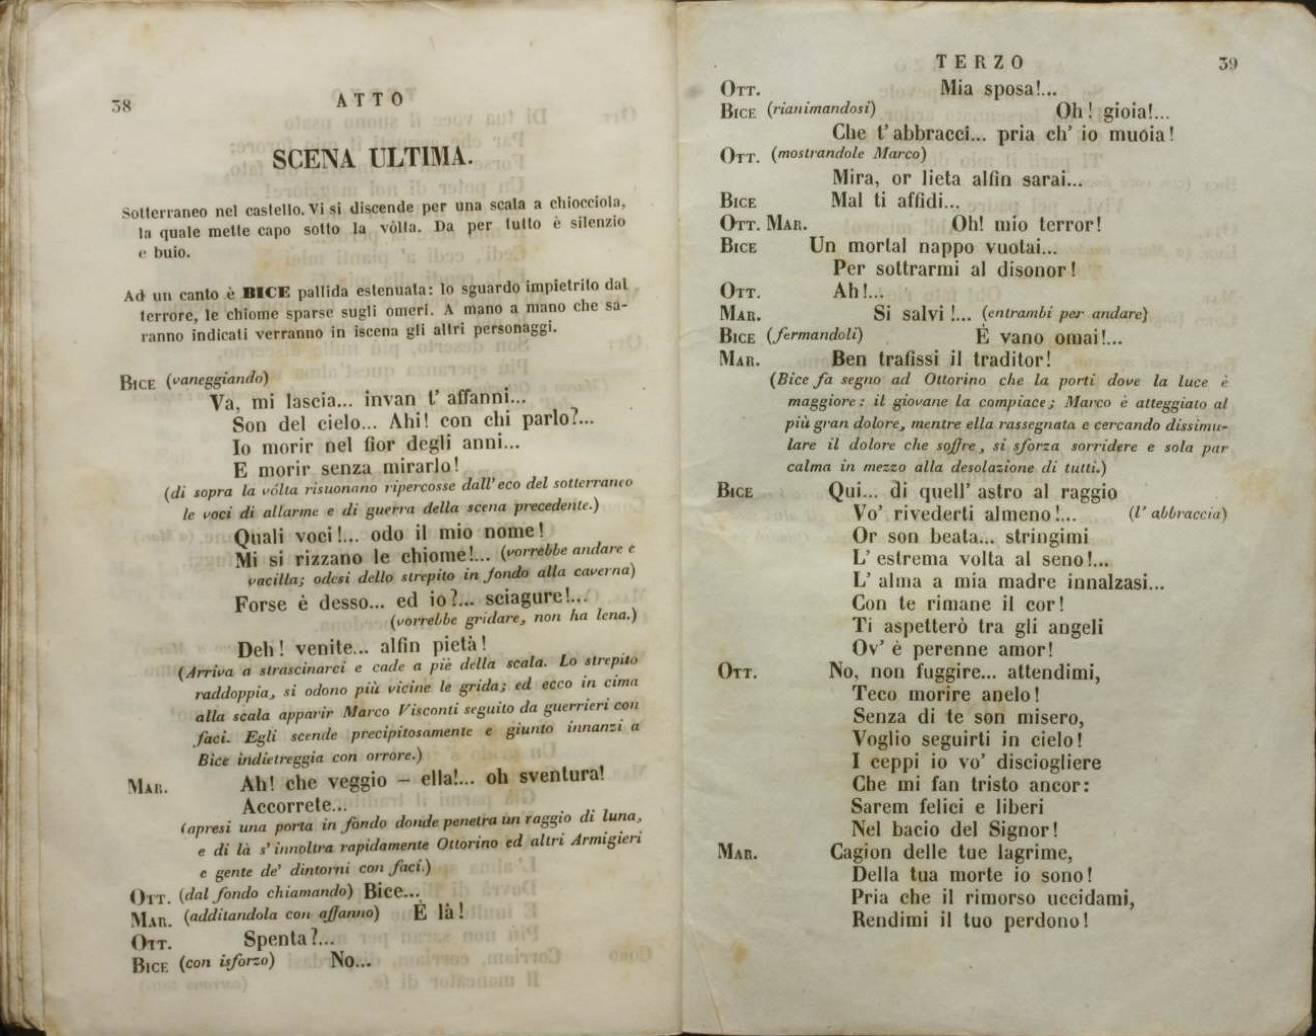 38
ATTO
SCENA ULTIMA.
Sotterraneo nel castello. Vi si discende per una scala a chiocciola,
la quale mette capo sotto la vôlta. Da per tutto è silenzio
e buio.
Ad un canto è BICE pallida estenuata: lo sguardo impietrito dal
terrore, le chiome sparse sugli omeri. A mano a mano che sa-
ranno indicati verranno in iscena gli altri personaggi.
BICE (vaneggiando)
Va, mi lascia... invan t' affanni...
Son del cielo... Ahi! con chi parlo?...
Io morir nel fior degli anni...
E morir senza mirarlo!
(di sopra la vôlta risuonano ripercosse dall' eco del sotterraneo
le voci di allarme e di guerra della scena precedente.)
Quali voci!... odo il mio nome!
Mi si rizzano le chiome!... (vorrebbe andare e
vacilla; odesi dello strepito in fondo alla caverna)
Forse è desso... ed io?... sciagure!...
(vorrebbe gridare, non ha lena.)
Deh! venite... alfin pietà!
(Arriva a strascinarci e cade a piè della scala. Lo strepito
raddoppia, si odono più vicine le grida; ed ecco in cima
alla scala apparir Marco Visconti seguito da guerrieri con
faci. Egli scende precipitosamente e giunto innanzi a
Bice indietreggia con orrore.)
MAR. Ah! che veggio – ella!... oh sventura!
Accorrete...
(apresi una porta in fondo donde penetra un raggio di luna,
e di là s' innoltra rapidamente Ottorino ed altri Armigieri
e gente de' dintorni con faci.)
OTT. (dal fondo chiamando) Bice...
MAR. (additandola con affanno) È là!
OTT. Spenta?...
BICE (con isforzo) No...
TERZO
39
OTT. Mia sposa!...
BICE (rianimandosi) Oh! gioia!...
Che t' abbracci... pria ch' io muoia!
OTT. (mostrandole Marco)
Mira, or lieta alfin sarai...
BICE Mal ti affidi...
OTT. MAR. Oh! mio terror!
BICE Un mortal nappo vuotai...
Per sottrarmi al disonor!
OTT. Ah!...
MAR. Si salvi!... (entrambi per andare)
BICE (fermandoli) È vano omai!...
MAR. Ben trafissi il traditor!
(Bice fa segno ad Ottorino che la porti dove la luce è
maggiore: il giovane la compiace; Marco è atteggiato al
più gran dolore, mentre ella rassegnata e cercando dissimu-
lare il dolore che soffre, si sforza sorridere e sola par
calma in mezzo alla desolazione di tutti.)
BICE Qui... di quell' astro al raggio
Vo' rivederti almeno!... (l' abbraccia)
Or son beata... stringimi
L' estrema volta al seno!...
L' alma a mia madre innalzasi...
Con te rimane il cor!
Ti aspetterò tra gli angeli
Ov' è perenne amor!
OTT. No, non fuggire... attendimi,
Teco morire anelo!
Senza di te son misero,
Voglio seguirti in cielo!
I ceppi io vo' disciogliere
Che mi fan tristo ancor:
Sarem felici e liberi
Nel bacio del Signor!
MAR. Cagion delle tue lagrime,
Della tua morte io sono!
Pria che il rimorso uccidami,
Rendimi il tuo perdono!